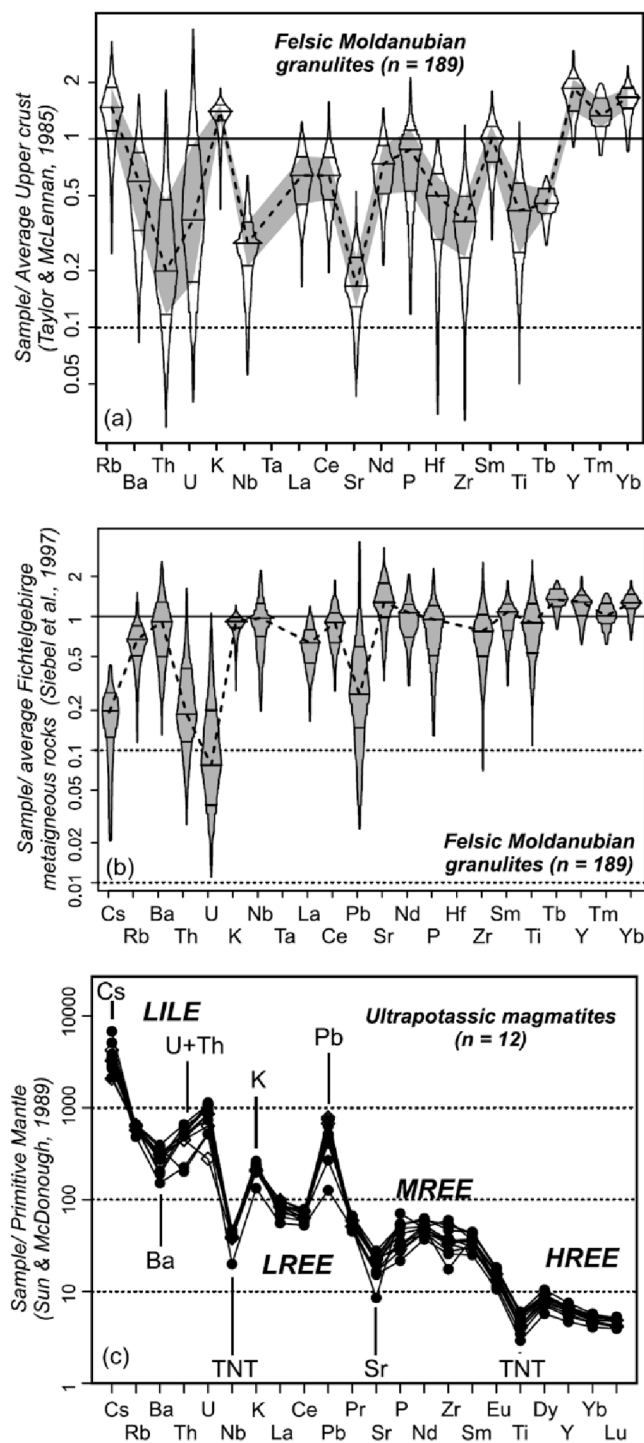 Felsic Moldanubian
granulites (n = 189)
Sample/ Average Upper crust
(Taylor & McLennan, 1985)
2
1
0.5
0.2
0.1
0.05
(a)
Rb Th K Ta Ce Nd Hf Sm Tb Tm
Ba U Nb La Sr P Zr Ti Y Yb
Sample/ average Fichtelgebirge
metaigneous rocks (Siebel et al., 1997)
2
1
0.5
0.2
0.1
0.05
0.02
0.01
(b)
Felsic Moldanubian
granulites (n = 189)
Cs Ba U Nb La Pb Nd Hf Sm Tb Tm
Rb Th K Ta Ce Sr P Zr Ti Y Yb
Sample/ Primitive Mantle
(Sun & McDonough, 1989)
10000
1000
100
10
1
Cs
LILE
Ultrapotassic magmatites
(n = 12)
U+Th
Pb
K
MREE
Ba
LREE
HREE
(c)
TNT
Sr
TNT
Cs Ba U K Ce Pr P Zr Eu Dy Yb
Rb Th Nb La Pb Sr Nd Sm Ti Y Lu